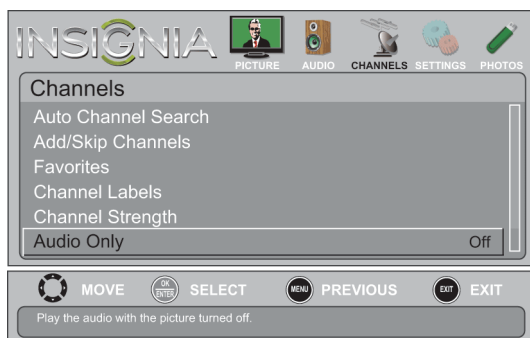 INSIGNIA
PICTURE AUDIO CHANNELS SETTINGS PHOTOS
Channels
Auto Channel Search
Add/Skip Channels
Favorites
Channel Labels
Channel Strength
Audio Only Off
MOVE OK ENTER SELECT MENU PREVIOUS EXIT EXIT
Play the audio with the picture turned off.